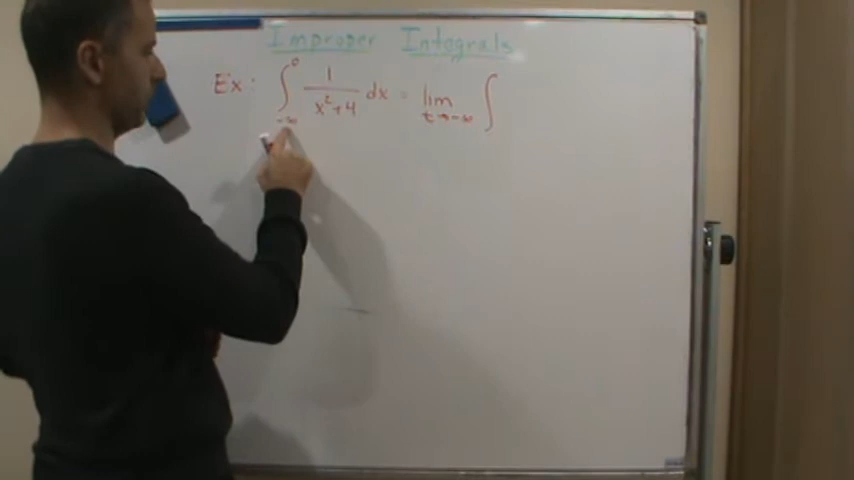 Improper Integrals
Ex: ∫_{-∞}^{0} 1/(x²+4) dx = lim_{t→-∞} ∫